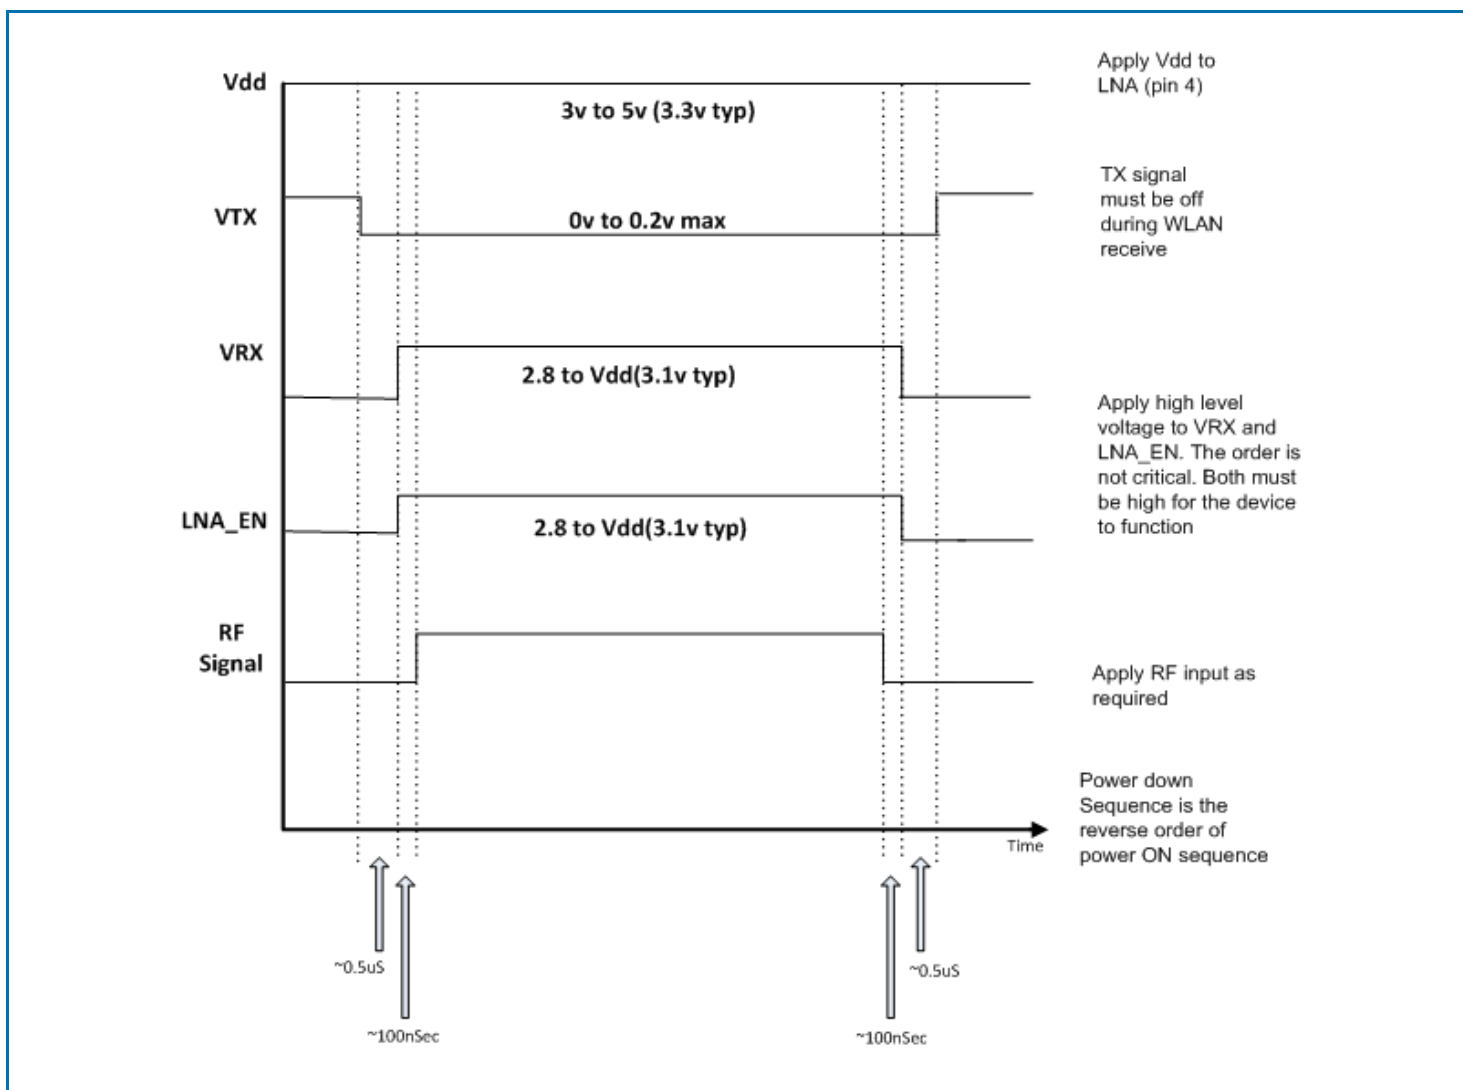 Vdd
3v to 5v (3.3v typ)
Apply Vdd to
LNA (pin 4)
VTX
0v to 0.2v max
TX signal
must be off
during WLAN
receive
VRX
2.8 to Vdd(3.1v typ)
Apply high level
voltage to VRX and
LNA_EN. The order is
not critical. Both must
be high for the device
to function
LNA_EN
2.8 to Vdd(3.1v typ)
RF
Signal
Apply RF input as
required
Power down
Sequence is the
reverse order of
power ON sequence
Time
~0.5uS
~0.5uS
~100nSec
~100nSec